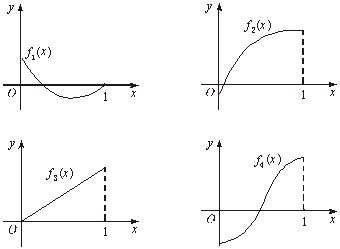 y
f₁(x)
O
1
x
y
f₂(x)
O
1
x
y
f₃(x)
O
1
x
y
f₄(x)
O
1
x